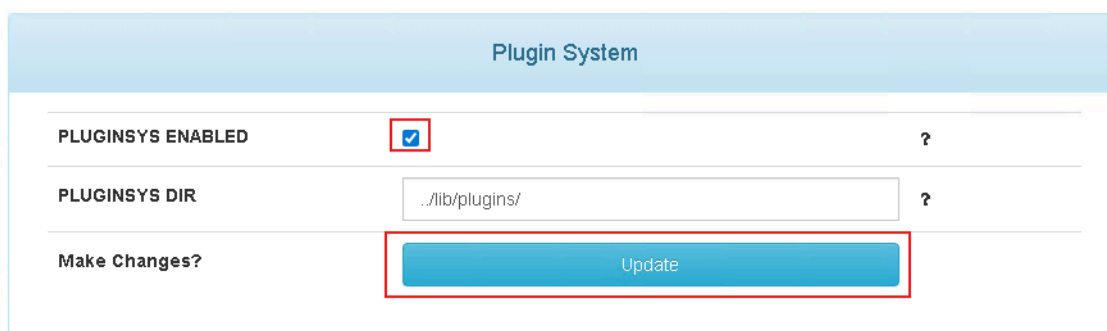 Plugin System
PLUGINSYS ENABLED ?
PLUGINSYS DIR ../lib/plugins/ ?
Make Changes? Update